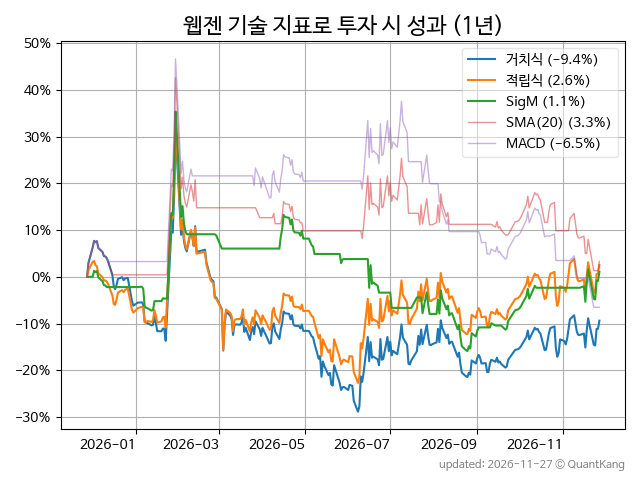 웹젠 기술 지표로 투자 시 성과 (1년)
50%
40%
30%
20%
10%
0%
−10%
−20%
−30%
거치식 (−9.4%)
적립식 (2.6%)
SigM (1.1%)
SMA(20) (3.3%)
MACD (−6.5%)
2026-01
2026-03
2026-05
2026-07
2026-09
2026-11
updated: 2026-11-27 © QuantKang